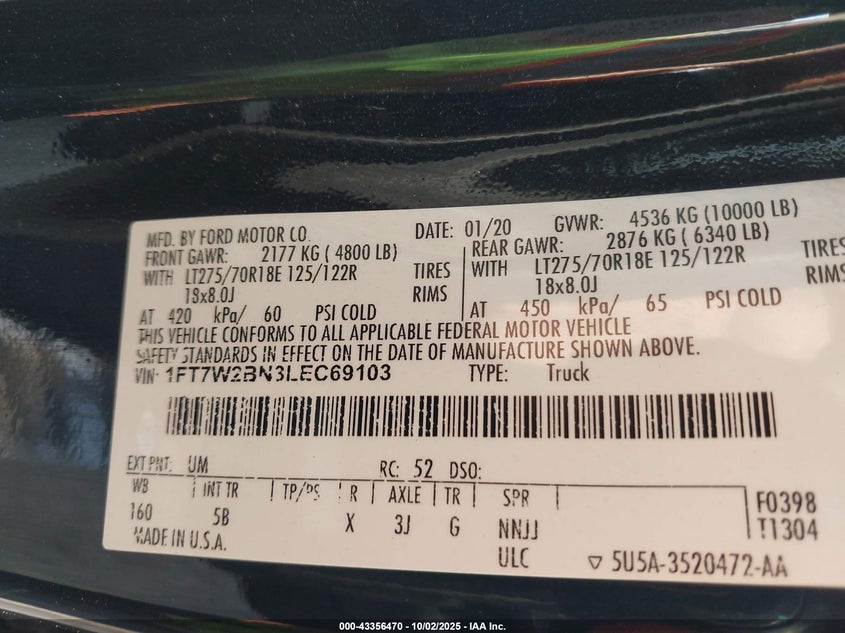 MFD. BY FORD MOTOR CO. DATE: 01/20 GVWR: 4536 KG (10000 LB)
FRONT GAWR: 2177 KG ( 4800 LB) REAR GAWR: 2876 KG ( 6340 LB)
WITH LT275/70R18E 125/122R TIRES WITH LT275/70R18E 125/122R TIRES
18x8.0J RIMS 18x8.0J RIMS
AT 420 kPa/ 60 PSI COLD AT 450 kPa/ 65 PSI COLD
THIS VEHICLE CONFORMS TO ALL APPLICABLE FEDERAL MOTOR VEHICLE
SAFETY STANDARDS IN EFFECT ON THE DATE OF MANUFACTURE SHOWN ABOVE.
VIN: 1FT7W2BN3LEC69103 TYPE: Truck
EXT PNT: UM RC: 52 DSO:
WB INT TR TP/PS R AXLE TR SPR F0398
160 5B X 3J G NNJJ T1304
MADE IN U.S.A. ULC ▽ 5U5A-3520472-AA
000-43356470 - 10/02/2025 - IAA Inc.